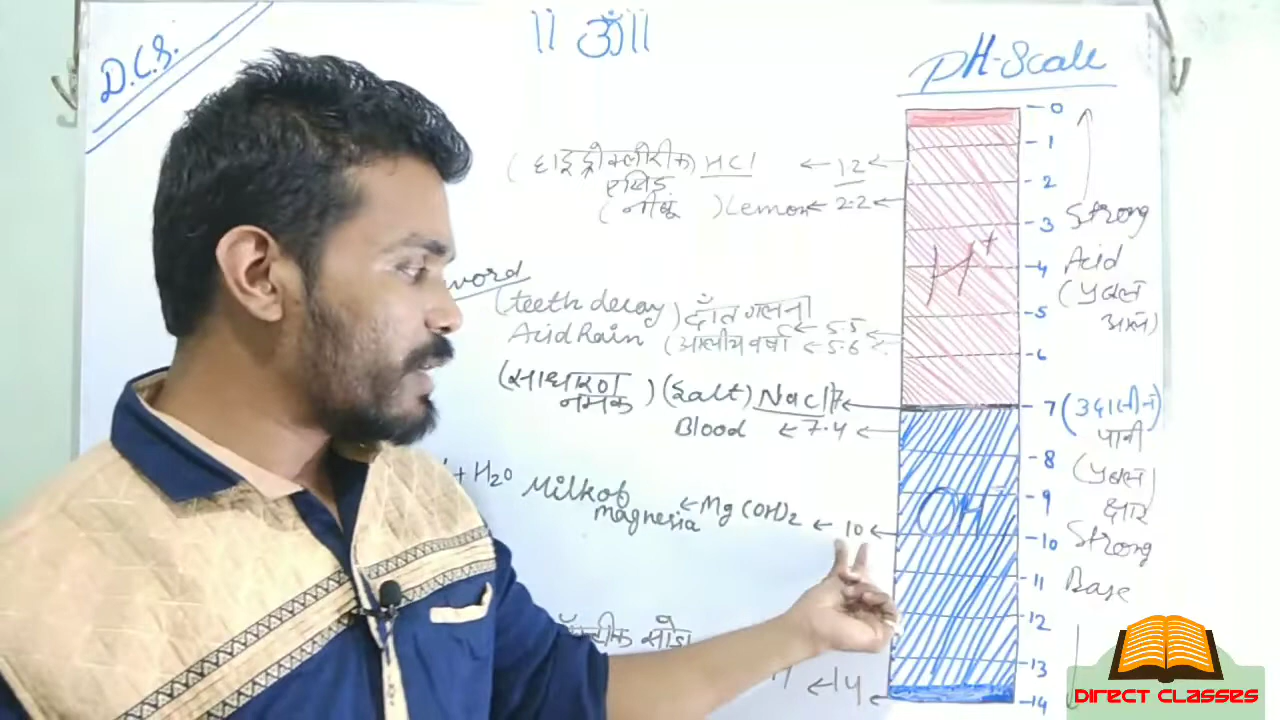 D.C.S.
।। ॐ ।।
pH-Scale
(हाइड्रोक्लोरीक) HCl ← 1.2 ←
एसिड
(नीबू) Lemon ← 2.2 ←
word
(teeth decay) दाँत गलना ← 5.5
Acid Rain (अम्लीय वर्षा ← 5.6
(साधारण नमक) (Salt) NaCl 7 ←
Blood ← 7.4 ←
+ H2O Milk of magnesia ← Mg(OH)2 ← 10 ←
सोडा
← 14 ←
H+
OH-
-0
-1
-2
-3
-4
-5
-6
-7 (उदासीन)
पानी
-8
-9
-10
-11
-12
-13
-14
Strong
Acid
(प्रबल
अम्ल)
(प्रबल
क्षार
Strong
Base
DIRECT CLASSES